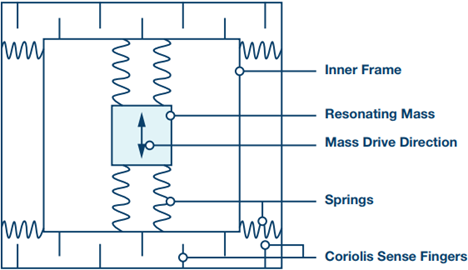 Inner Frame
Resonating Mass
Mass Drive Direction
Springs
Coriolis Sense Fingers